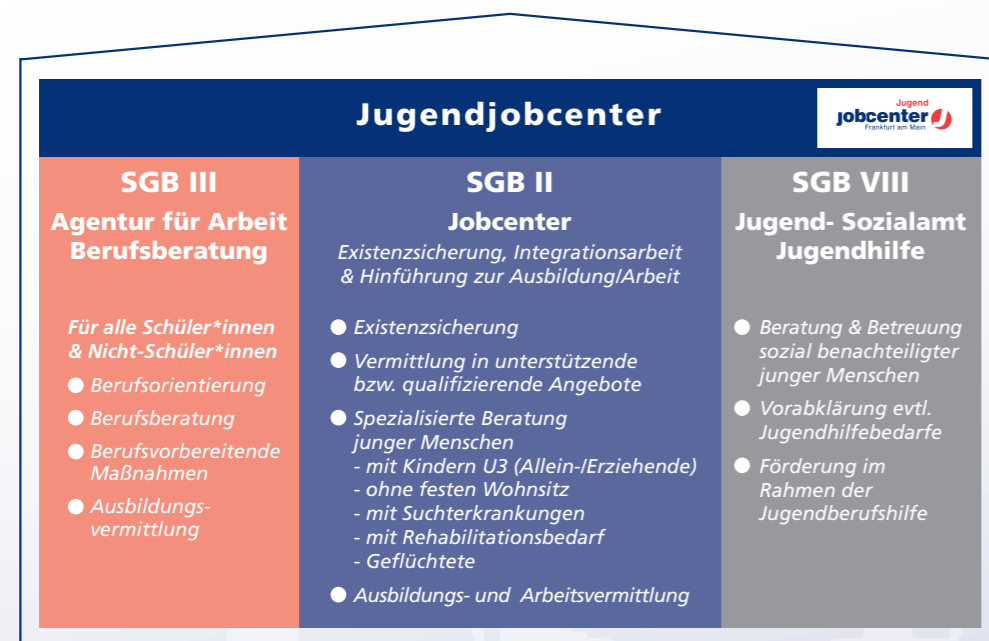 Jugendjobcenter
Jugend
jobcenter
Frankfurt am Main
SGB III
Agentur für Arbeit
Berufsberatung
Für alle Schüler*innen
& Nicht-Schüler*innen
● Berufsorientierung
● Berufsberatung
● Berufsvorbereitende
Maßnahmen
● Ausbildungs-
vermittlung
SGB II
Jobcenter
Existenzsicherung, Integrationsarbeit
& Hinführung zur Ausbildung/Arbeit
● Existenzsicherung
● Vermittlung in unterstützende
bzw. qualifizierende Angebote
● Spezialisierte Beratung
junger Menschen
- mit Kindern U3 (Allein-/Erziehende)
- ohne festen Wohnsitz
- mit Suchterkrankungen
- mit Rehabilitationsbedarf
- Geflüchtete
● Ausbildungs- und Arbeitsvermittlung
SGB VIII
Jugend- Sozialamt
Jugendhilfe
● Beratung & Betreuung
sozial benachteiligter
junger Menschen
● Vorabklärung evtl.
Jugendhilfebedarfe
● Förderung im
Rahmen der
Jugendberufshilfe